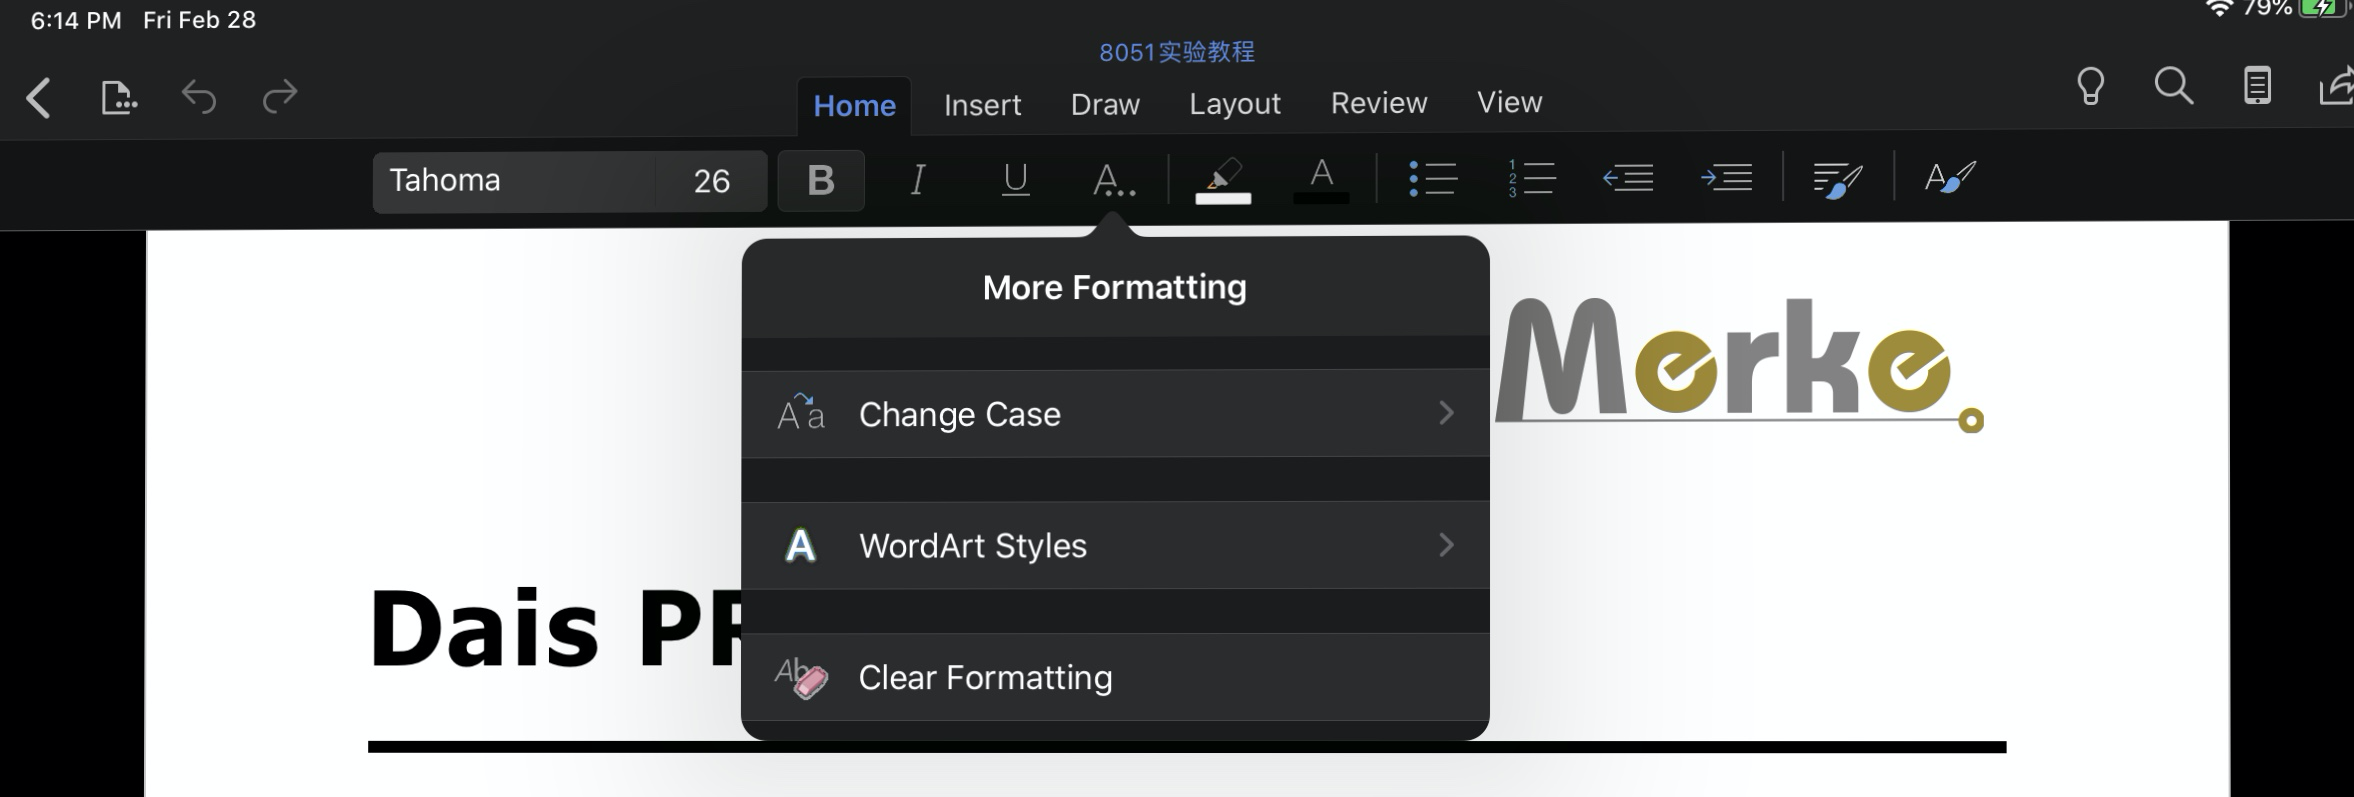 6:14 PM Fri Feb 28
79%
8051实验教程
Home Insert Draw Layout Review View
Tahoma 26 B I U A... A
More Formatting
Merke.
Change Case
WordArt Styles
Dais
Clear Formatting